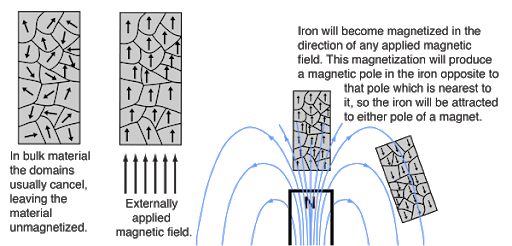 Iron will become magnetized in the
direction of any applied magnetic
field. This magnetization will produce
a magnetic pole in the iron opposite to
that pole which is nearest to
it, so the iron will be attracted
to either pole of a magnet.
In bulk material
the domains
usually cancel,
leaving the
material
unmagnetized.
Externally
applied
magnetic field.
N